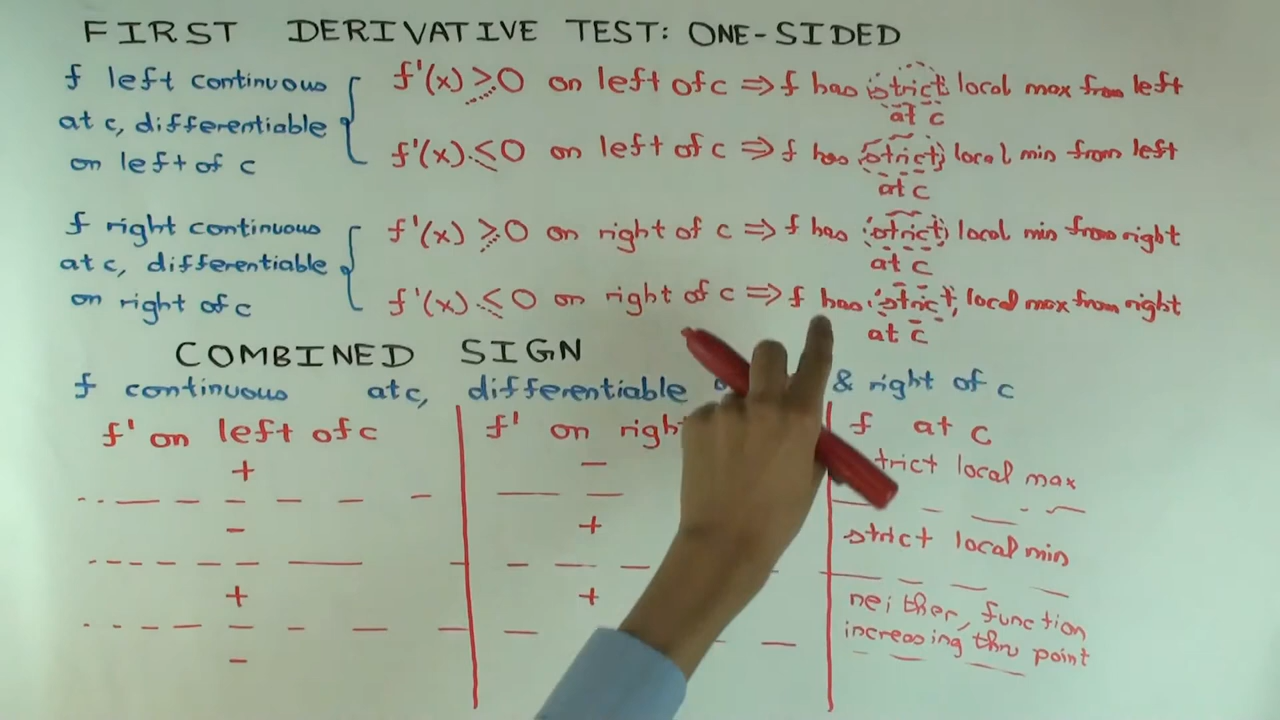 FIRST DERIVATIVE TEST: ONE-SIDED
f left continuous
at c, differentiable
on left of c
f'(x) ≥ 0 on left of c ⇒ f has strict local max from left
at c
f'(x) ≤ 0 on left of c ⇒ f has strict local min from left
at c
f right continuous
at c, differentiable
on right of c
f'(x) ≥ 0 on right of c ⇒ f has strict local min from right
at c
f'(x) ≤ 0 on right of c ⇒ f has strict local max from right
at c
COMBINED SIGN
f continuous at c, differentiable & right of c
f' on left of c f' on f at c
+ − local max
− + strict local min
+ + neither, function
increasing thru point
−